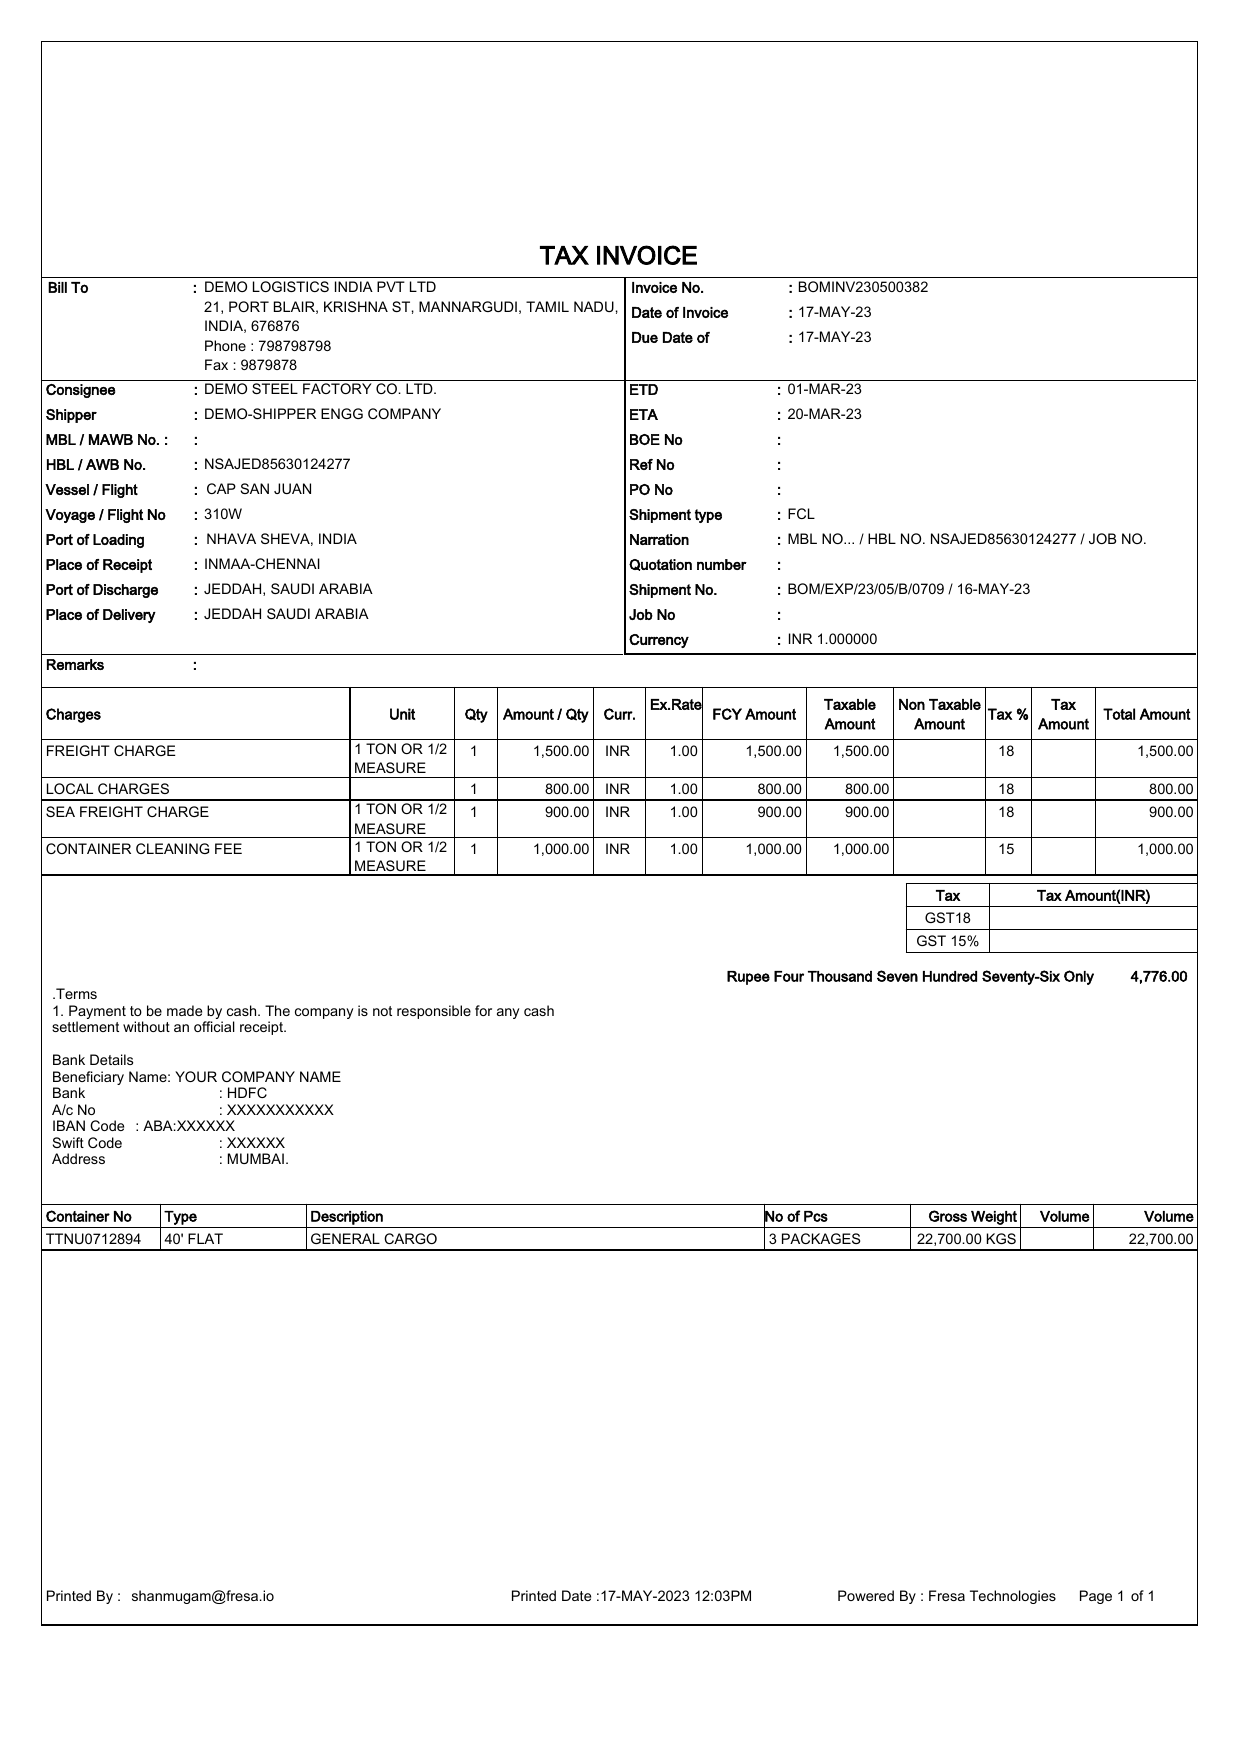 TAX INVOICE
Bill To : DEMO LOGISTICS INDIA PVT LTD
21, PORT BLAIR, KRISHNA ST, MANNARGUDI, TAMIL NADU,
INDIA, 676876
Phone : 798798798
Fax : 9879878
Invoice No. : BOMINV230500382
Date of Invoice : 17-MAY-23
Due Date of : 17-MAY-23
Consignee : DEMO STEEL FACTORY CO. LTD.
Shipper : DEMO-SHIPPER ENGG COMPANY
MBL / MAWB No. : :
HBL / AWB No. : NSAJED85630124277
Vessel / Flight : CAP SAN JUAN
Voyage / Flight No : 310W
Port of Loading : NHAVA SHEVA, INDIA
Place of Receipt : INMAA-CHENNAI
Port of Discharge : JEDDAH, SAUDI ARABIA
Place of Delivery : JEDDAH SAUDI ARABIA
ETD : 01-MAR-23
ETA : 20-MAR-23
BOE No :
Ref No :
PO No :
Shipment type : FCL
Narration : MBL NO... / HBL NO. NSAJED85630124277 / JOB NO.
Quotation number :
Shipment No. : BOM/EXP/23/05/B/0709 / 16-MAY-23
Job No :
Currency : INR 1.000000
Remarks :
Charges Unit Qty Amount / Qty Curr. Ex.Rate FCY Amount Taxable Amount Non Taxable Amount Tax % Tax Amount Total Amount
FREIGHT CHARGE 1 TON OR 1/2 MEASURE 1 1,500.00 INR 1.00 1,500.00 1,500.00 18 1,500.00
LOCAL CHARGES 1 800.00 INR 1.00 800.00 800.00 18 800.00
SEA FREIGHT CHARGE 1 TON OR 1/2 MEASURE 1 900.00 INR 1.00 900.00 900.00 18 900.00
CONTAINER CLEANING FEE 1 TON OR 1/2 MEASURE 1 1,000.00 INR 1.00 1,000.00 1,000.00 15 1,000.00
Tax Tax Amount(INR)
GST18
GST 15%
Rupee Four Thousand Seven Hundred Seventy-Six Only 4,776.00
.Terms
1. Payment to be made by cash. The company is not responsible for any cash
settlement without an official receipt.
Bank Details
Beneficiary Name: YOUR COMPANY NAME
Bank : HDFC
A/c No : XXXXXXXXXXX
IBAN Code : ABA:XXXXXX
Swift Code : XXXXXX
Address : MUMBAI.
Container No Type Description No of Pcs Gross Weight Volume Volume
TTNU0712894 40' FLAT GENERAL CARGO 3 PACKAGES 22,700.00 KGS 22,700.00
Printed By : shanmugam@fresa.io Printed Date :17-MAY-2023 12:03PM Powered By : Fresa Technologies Page 1 of 1